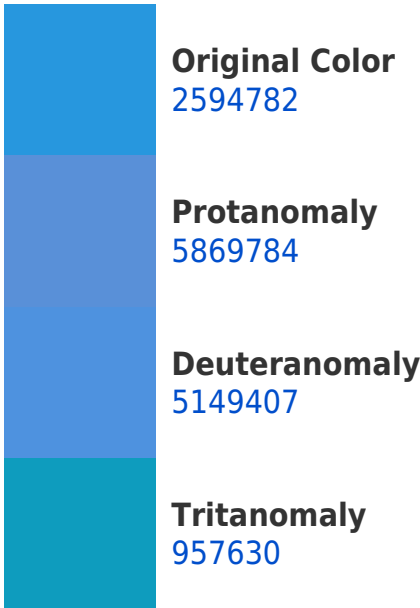 Original Color
2594782
Protanomaly
5869784
Deuteranomaly
5149407
Tritanomaly
957630